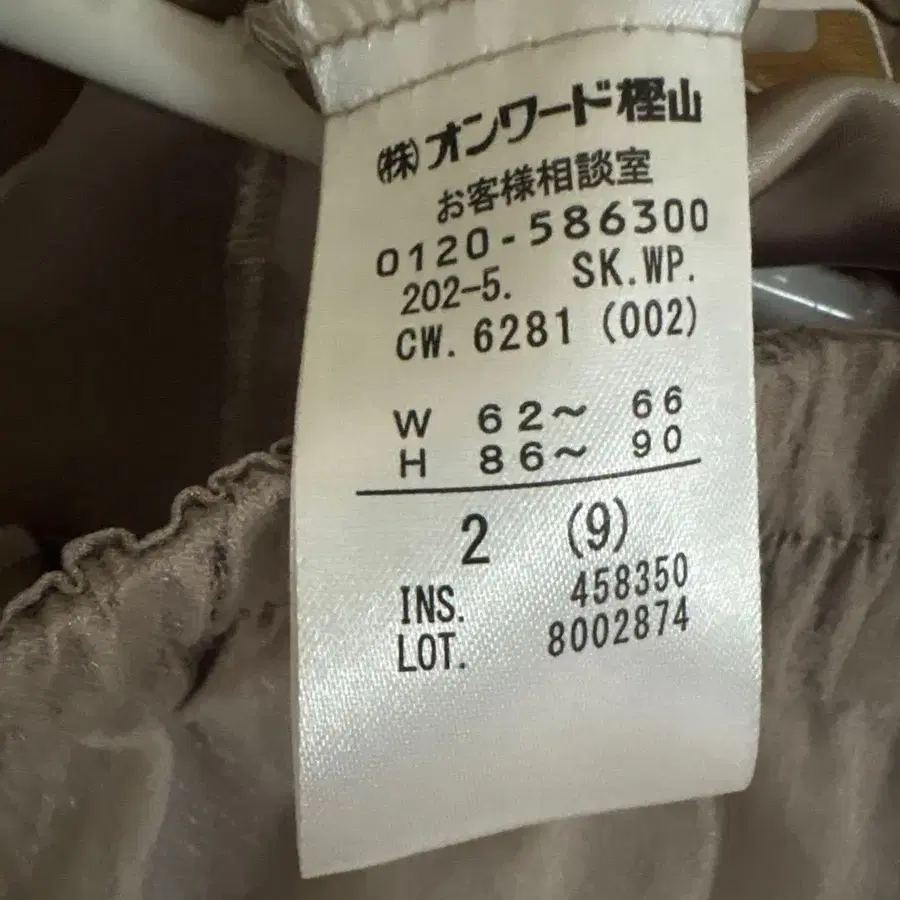 ㈱オンワード樫山
お客様相談室
0120-586300
202-5. SK.WP.
CW.6281 (002)
W 62～ 66
H 86～ 90
2 (9)
INS. 458350
LOT. 8002874